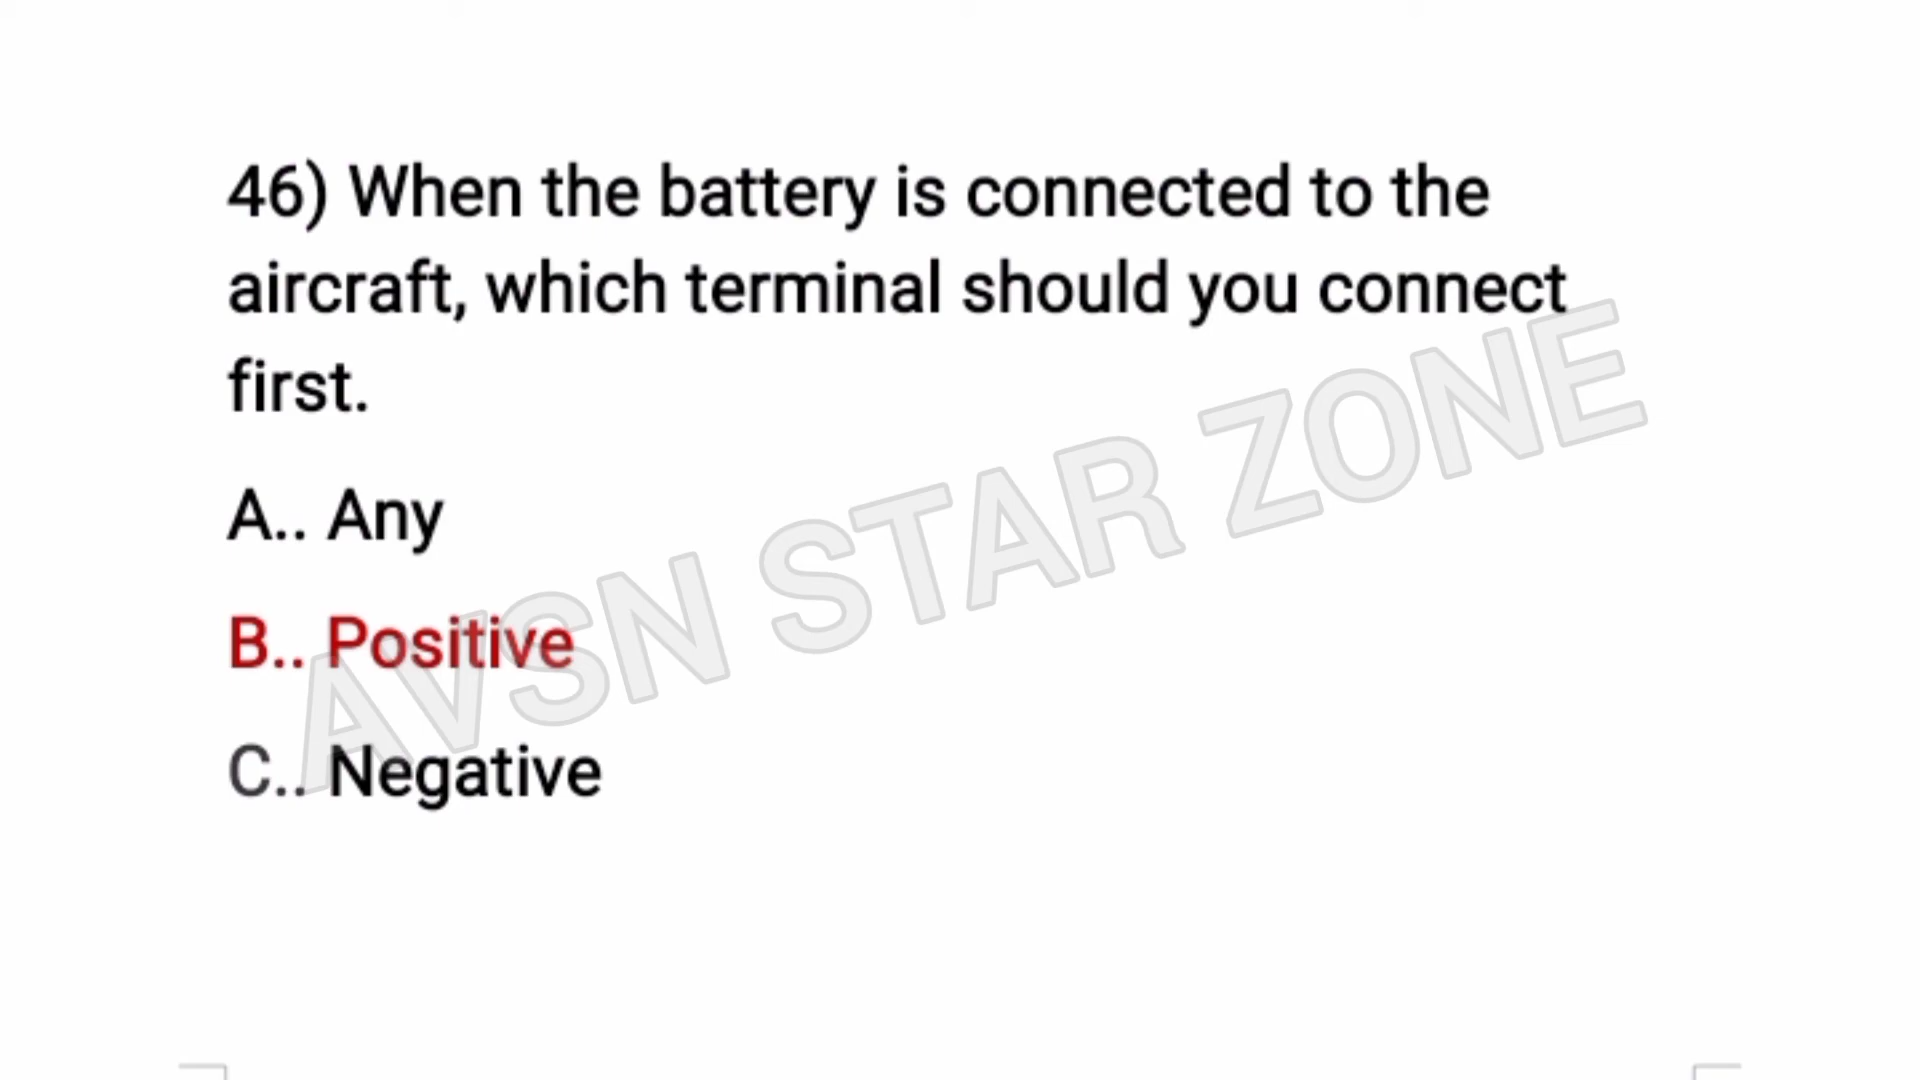 46) When the battery is connected to the
aircraft, which terminal should you connect
first.
A.. Any
B.. Positive
C.. Negative
AVSN STAR ZONE